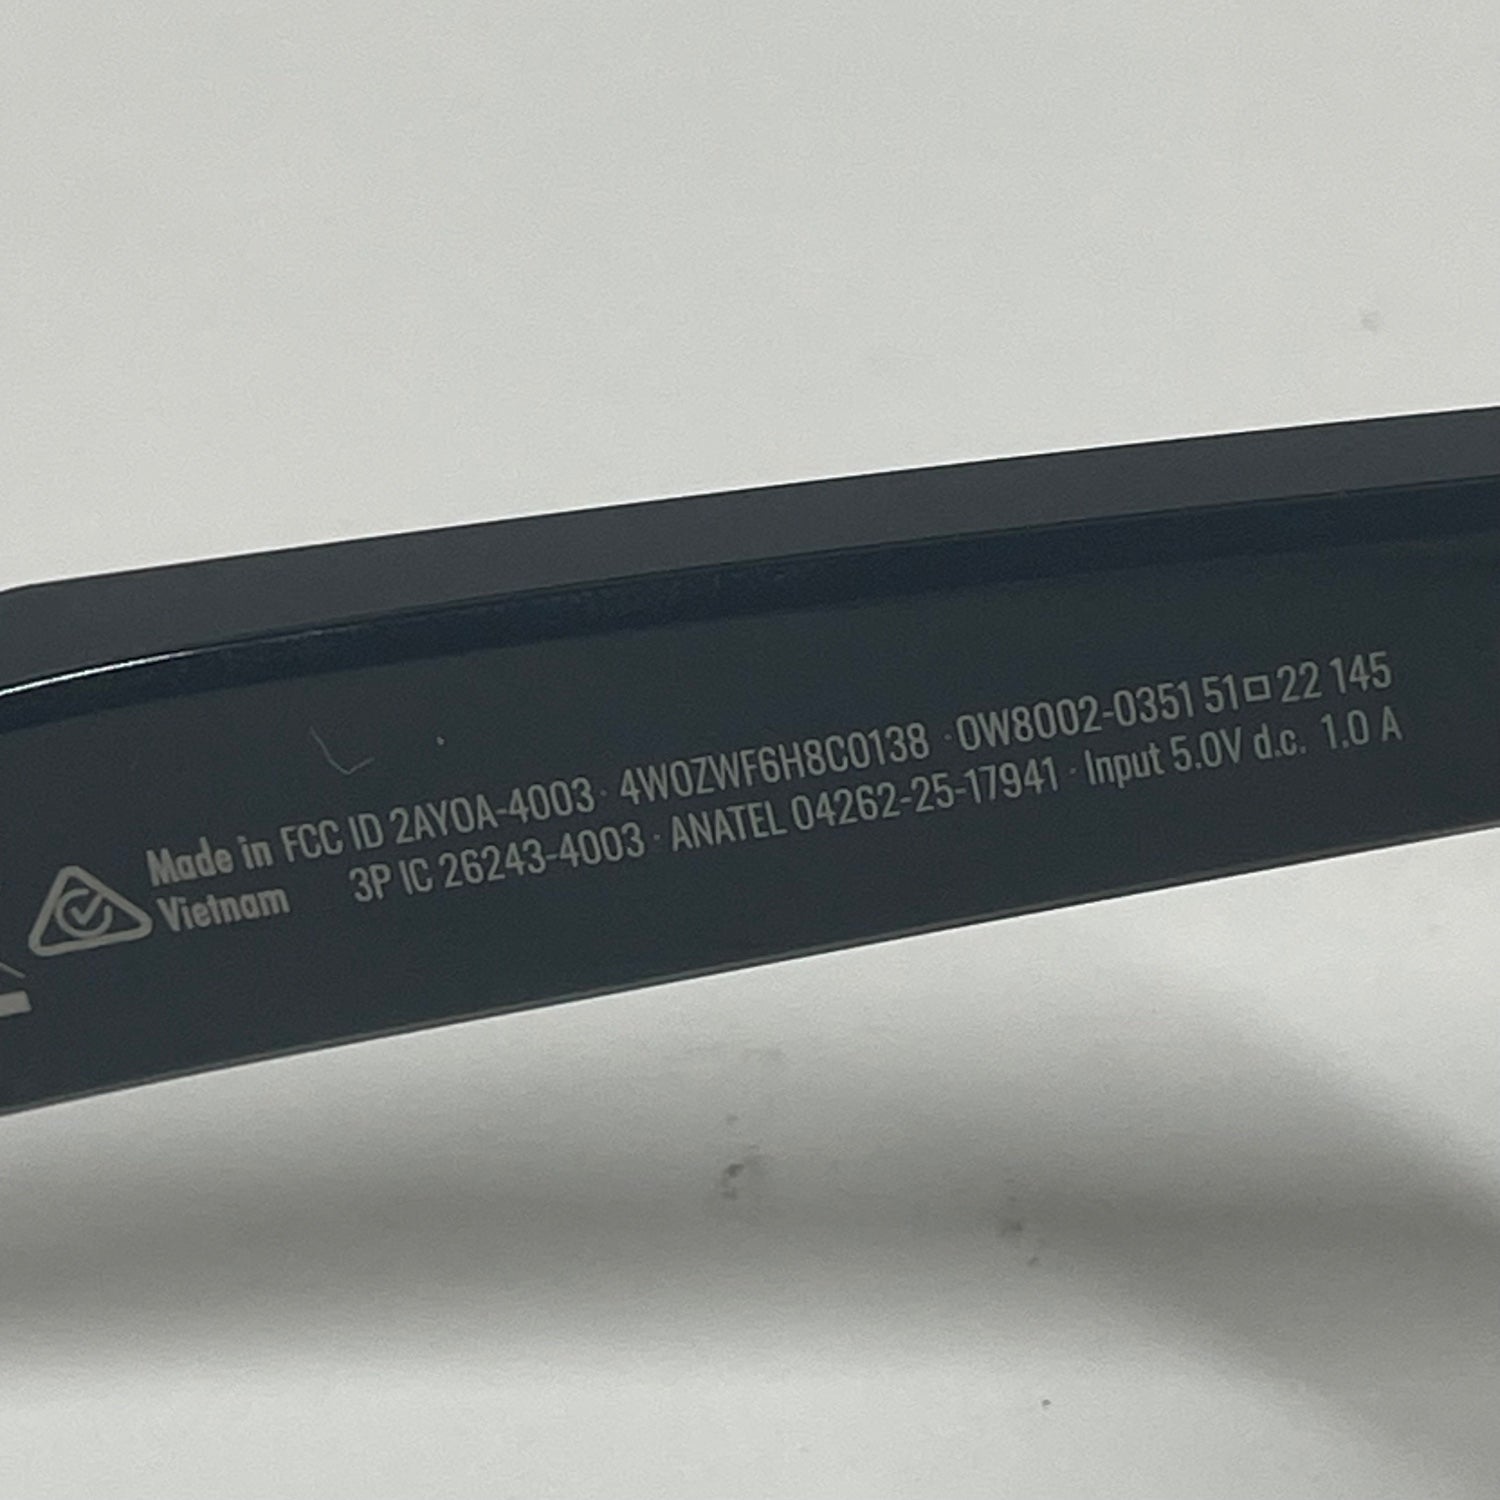 Made in FCC ID 2AYOA-4003 · 4W0ZWF6H8C0138 · OW8002-0351 51□22 145
Vietnam 3P IC 26243-4003 · ANATEL 04262-25-17941 · Input 5.0V d.c. 1.0 A